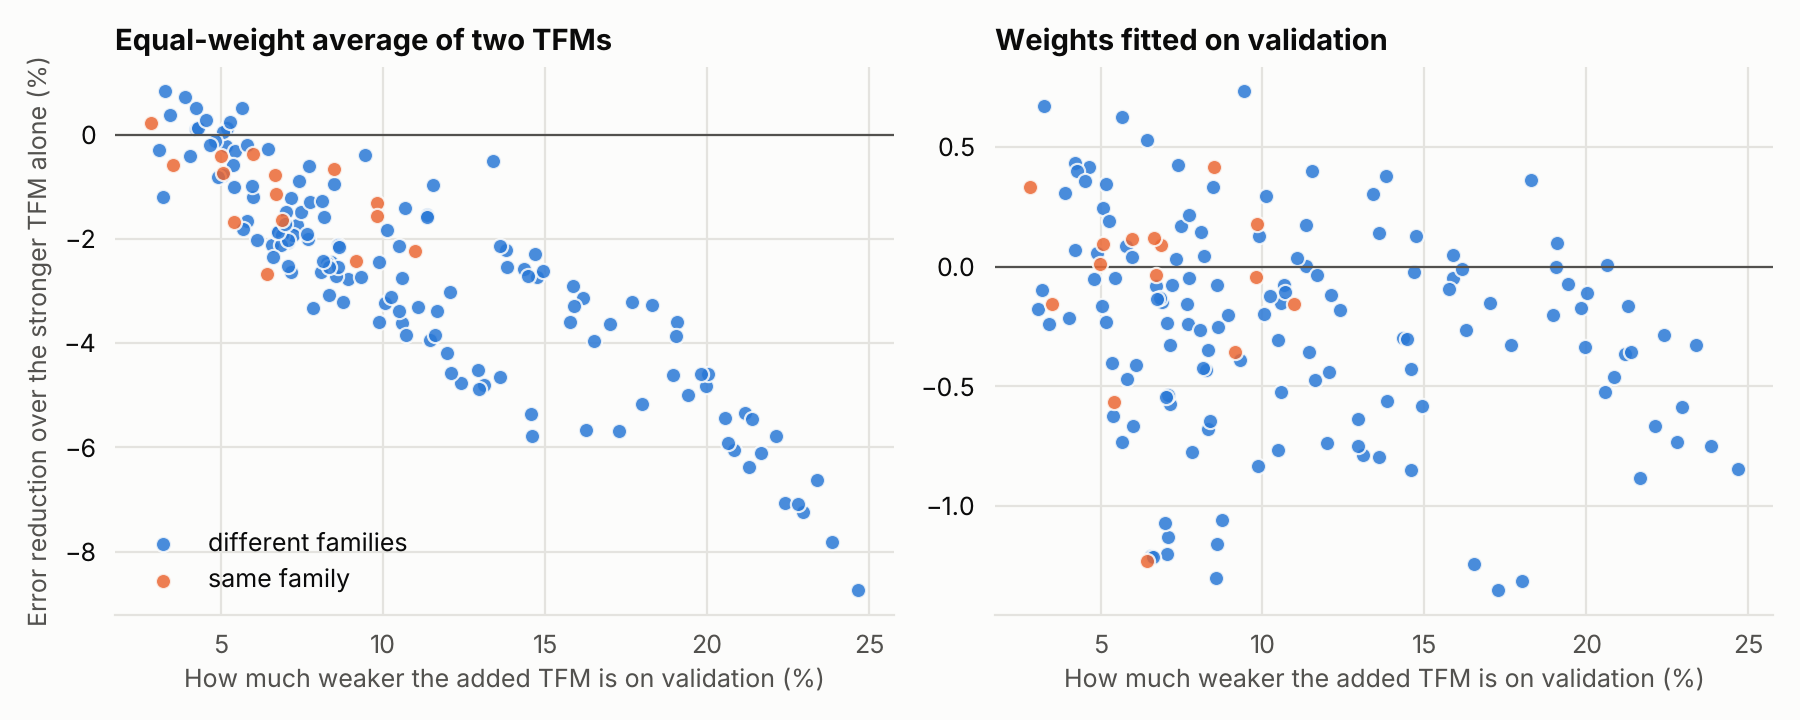 Equal-weight average of two TFMs
Weights fitted on validation
Error reduction over the stronger TFM alone (%)
0
−2
−4
−6
−8
different families
same family
5
10
15
20
25
How much weaker the added TFM is on validation (%)
0.5
0.0
−0.5
−1.0
5
10
15
20
25
How much weaker the added TFM is on validation (%)